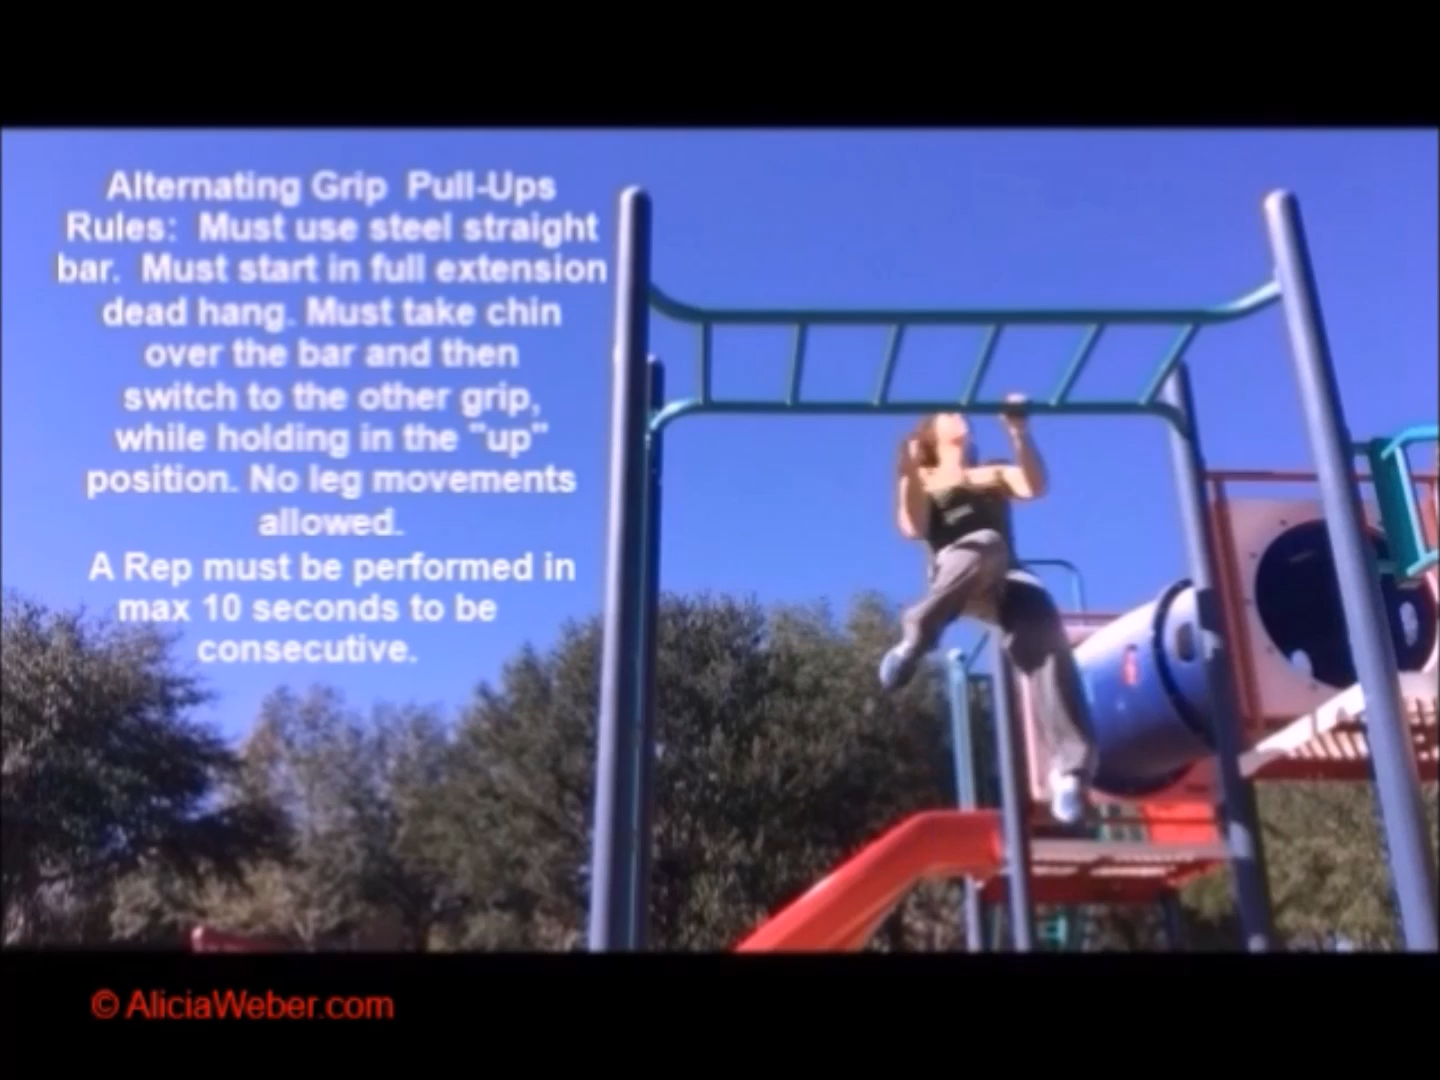 Alternating Grip Pull-Ups
Rules: Must use steel straight
bar. Must start in full extension
dead hang. Must take chin
over the bar and then
switch to the other grip,
while holding in the "up"
position. No leg movements
allowed.
A Rep must be performed in
max 10 seconds to be
consecutive.
© AliciaWeber.com